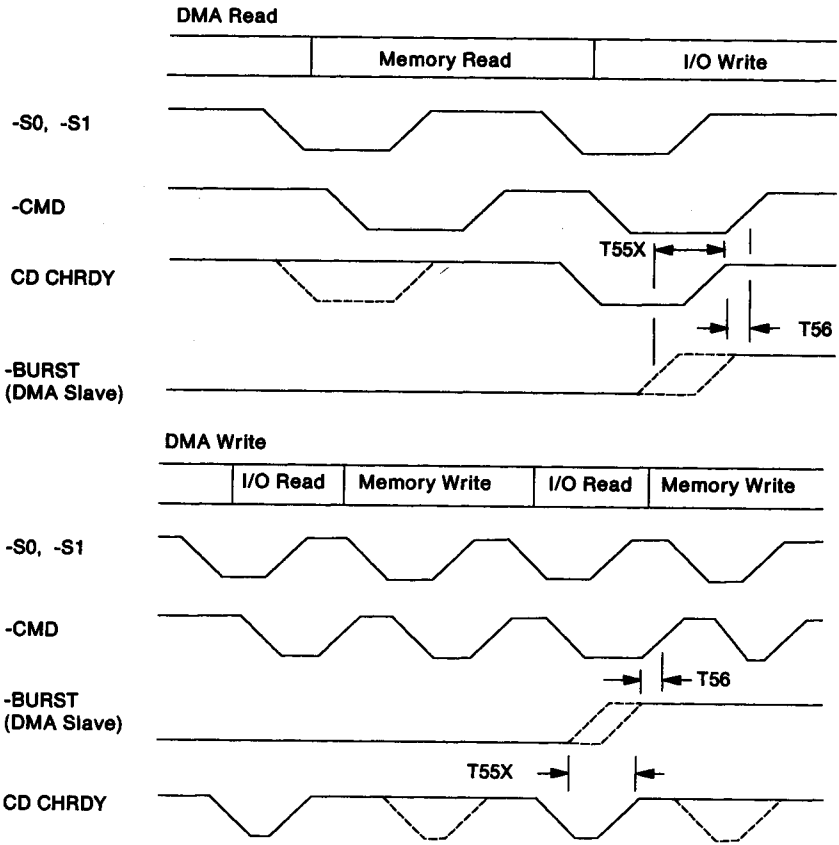 DMA Read
Memory Read I/O Write
-S0, -S1
-CMD
T55X
CD CHRDY
T56
-BURST
(DMA Slave)
DMA Write
I/O Read Memory Write I/O Read Memory Write
-S0, -S1
-CMD
T56
-BURST
(DMA Slave)
T55X
CD CHRDY